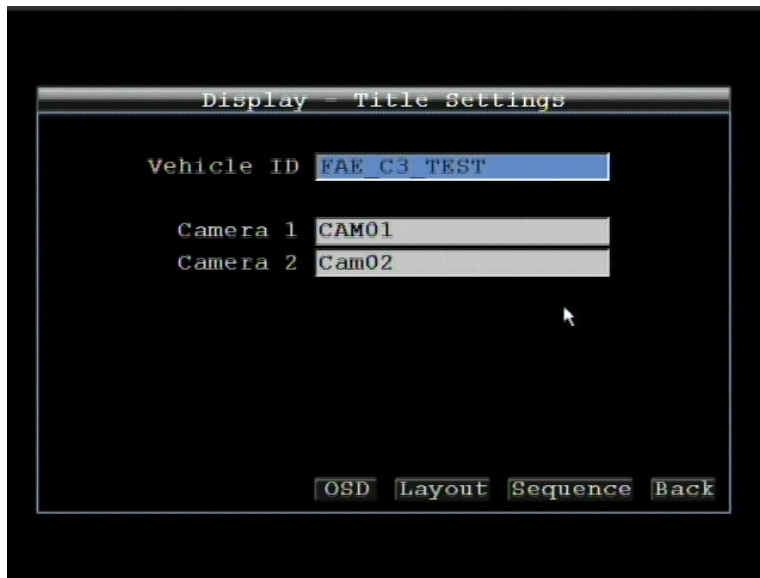 Display - Title Settings
Vehicle ID FAE_C3_TEST
Camera 1 CAM01
Camera 2 Cam02
OSD Layout Sequence Back